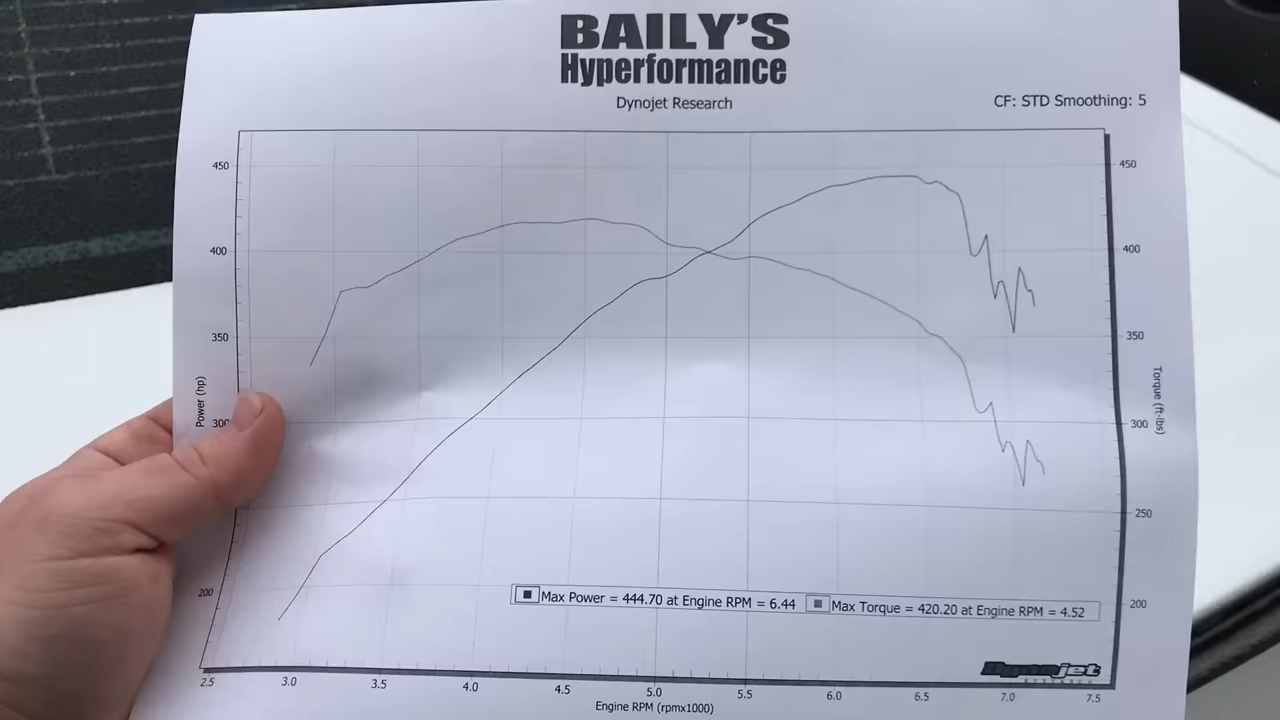 BAILY'S
Hyperformance
Dynojet Research
CF: STD Smoothing: 5
450
450
400
400
350
350
Power (hp)
Torque (ft-lbs)
300
300
250
200
200
Max Power = 444.70 at Engine RPM = 6.44
Max Torque = 420.20 at Engine RPM = 4.52
Dynojet
RESEARCH
2.5 3.0 3.5 4.0 4.5 5.0 5.5 6.0 6.5 7.0 7.5
Engine RPM (rpmx1000)